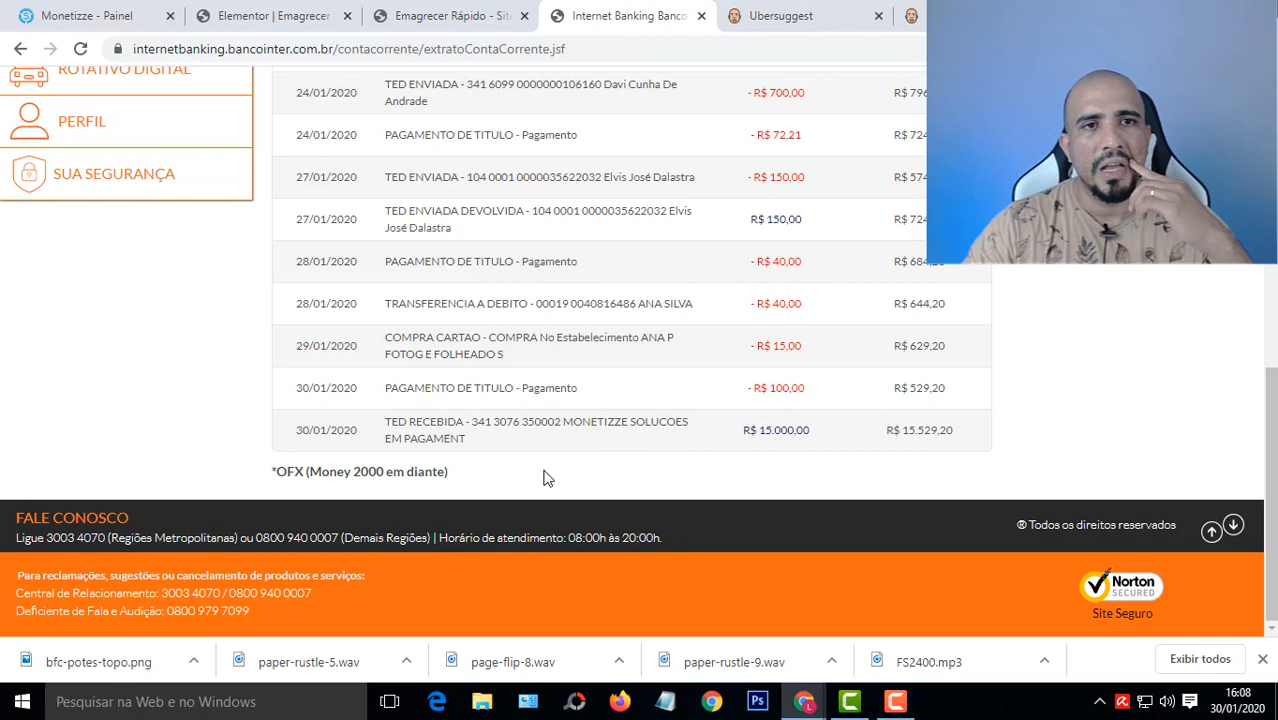 Monetizze - Painel
Elementor | Emagrecer
Emagrecer Rápido - Sit
Internet Banking Banco
Ubersuggest
internetbanking.bancointer.com.br/contacorrente/extratoContaCorrente.jsf
ROTATIVO DIGITAL
PERFIL
SUA SEGURANÇA
24/01/2020 TED ENVIADA - 341 6099 0000000106160 Davi Cunha De - R$ 700,00 R$ 796
Andrade
24/01/2020 PAGAMENTO DE TITULO - Pagamento - R$ 72,21 R$ 724
27/01/2020 TED ENVIADA - 104 0001 0000035622032 Elvis José Dalastra - R$ 150,00 R$ 574
27/01/2020 TED ENVIADA DEVOLVIDA - 104 0001 0000035622032 Elvis R$ 150,00 R$ 724
José Dalastra
28/01/2020 PAGAMENTO DE TITULO - Pagamento - R$ 40,00 R$ 684,20
28/01/2020 TRANSFERENCIA A DEBITO - 00019 0040816486 ANA SILVA - R$ 40,00 R$ 644,20
29/01/2020 COMPRA CARTAO - COMPRA No Estabelecimento ANA P - R$ 15,00 R$ 629,20
FOTOG E FOLHEADO S
30/01/2020 PAGAMENTO DE TITULO - Pagamento - R$ 100,00 R$ 529,20
30/01/2020 TED RECEBIDA - 341 3076 350002 MONETIZZE SOLUCOES R$ 15.000,00 R$ 15.529,20
EM PAGAMENT
*OFX (Money 2000 em diante)
FALE CONOSCO
Ligue 3003 4070 (Regiões Metropolitanas) ou 0800 940 0007 (Demais Regiões) | Horário de atendimento: 08:00h às 20:00h.
® Todos os direitos reservados
Para reclamações, sugestões ou cancelamento de produtos e serviços:
Central de Relacionamento: 3003 4070 / 0800 940 0007
Deficiente de Fala e Audição: 0800 979 7099
Norton
SECURED
Site Seguro
bfc-potes-topo.png
paper-rustle-5.wav
page-flip-8.wav
paper-rustle-9.wav
FS2400.mp3
Exibir todos
Pesquisar na Web e no Windows
Ps
L
C
C
16:08
30/01/2020